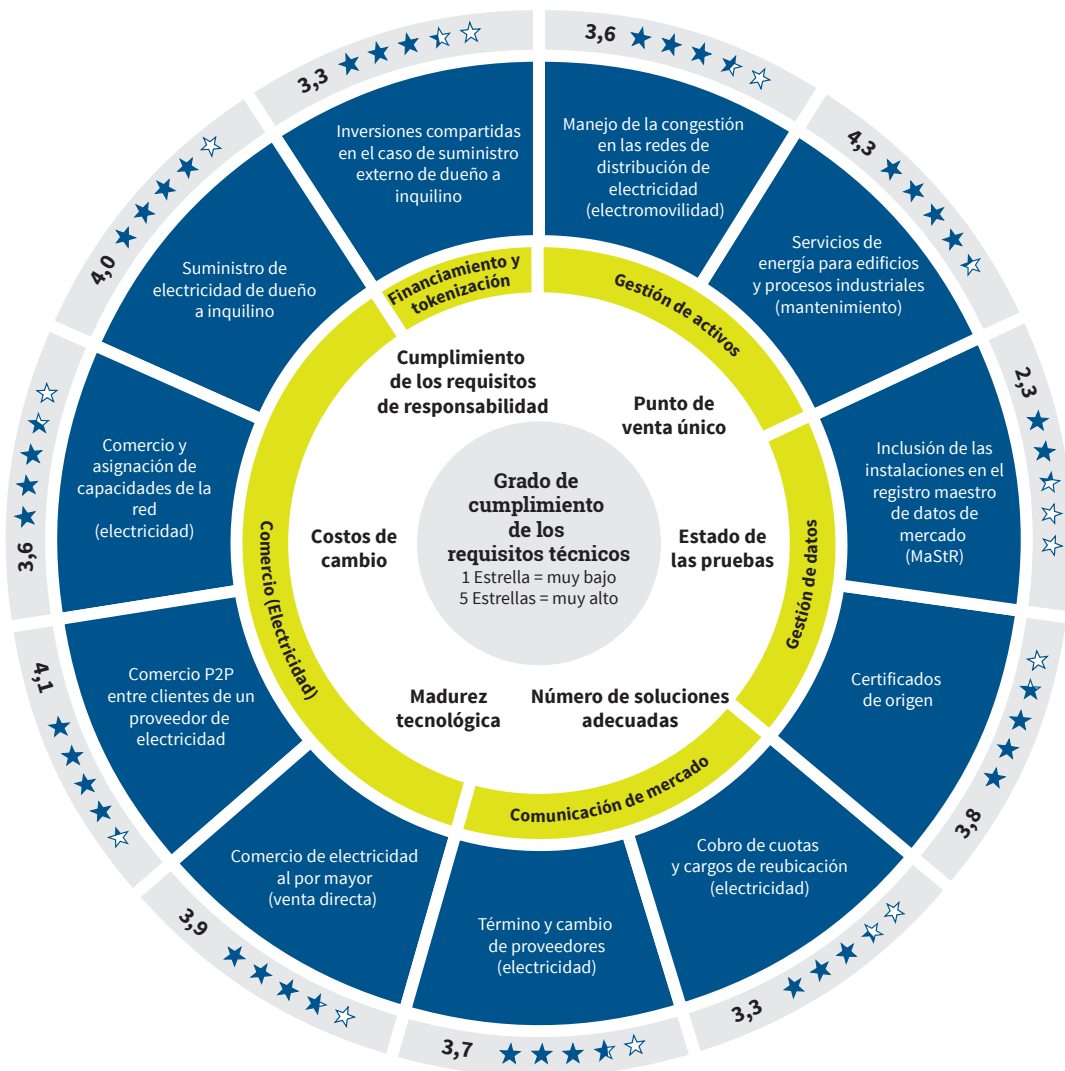 3,6
Manejo de la congestión
en las redes de
distribución de
electricidad
(electromovilidad)
4,3
Servicios de
energía para edificios
y procesos industriales
(mantenimiento)
2,3
Inclusión de las
instalaciones en el
registro maestro
de datos de
mercado
(MaStR)
3,8
Certificados
de origen
3,3
Cobro de cuotas
y cargos de reubicación
(electricidad)
3,7
Término y cambio
de proveedores
(electricidad)
3,9
Comercio de electricidad
al por mayor
(venta directa)
4,1
Comercio P2P
entre clientes de un
proveedor de
electricidad
3,6
Comercio y
asignación de
capacidades de la
red
(electricidad)
4,0
Suministro de
electricidad de dueño
a inquilino
3,3
Inversiones compartidas
en el caso de suministro
externo de dueño a
inquilino
Financiamiento y
tokenización
Gestión de activos
Gestión de datos
Comunicación de mercado
Comercio (Electricidad)
Cumplimiento
de los requisitos
de responsabilidad
Punto de
venta único
Costos de
cambio
Estado de
las pruebas
Madurez
tecnológica
Número de soluciones
adecuadas
Grado de
cumplimiento
de los
requisitos técnicos
1 Estrella = muy bajo
5 Estrellas = muy alto